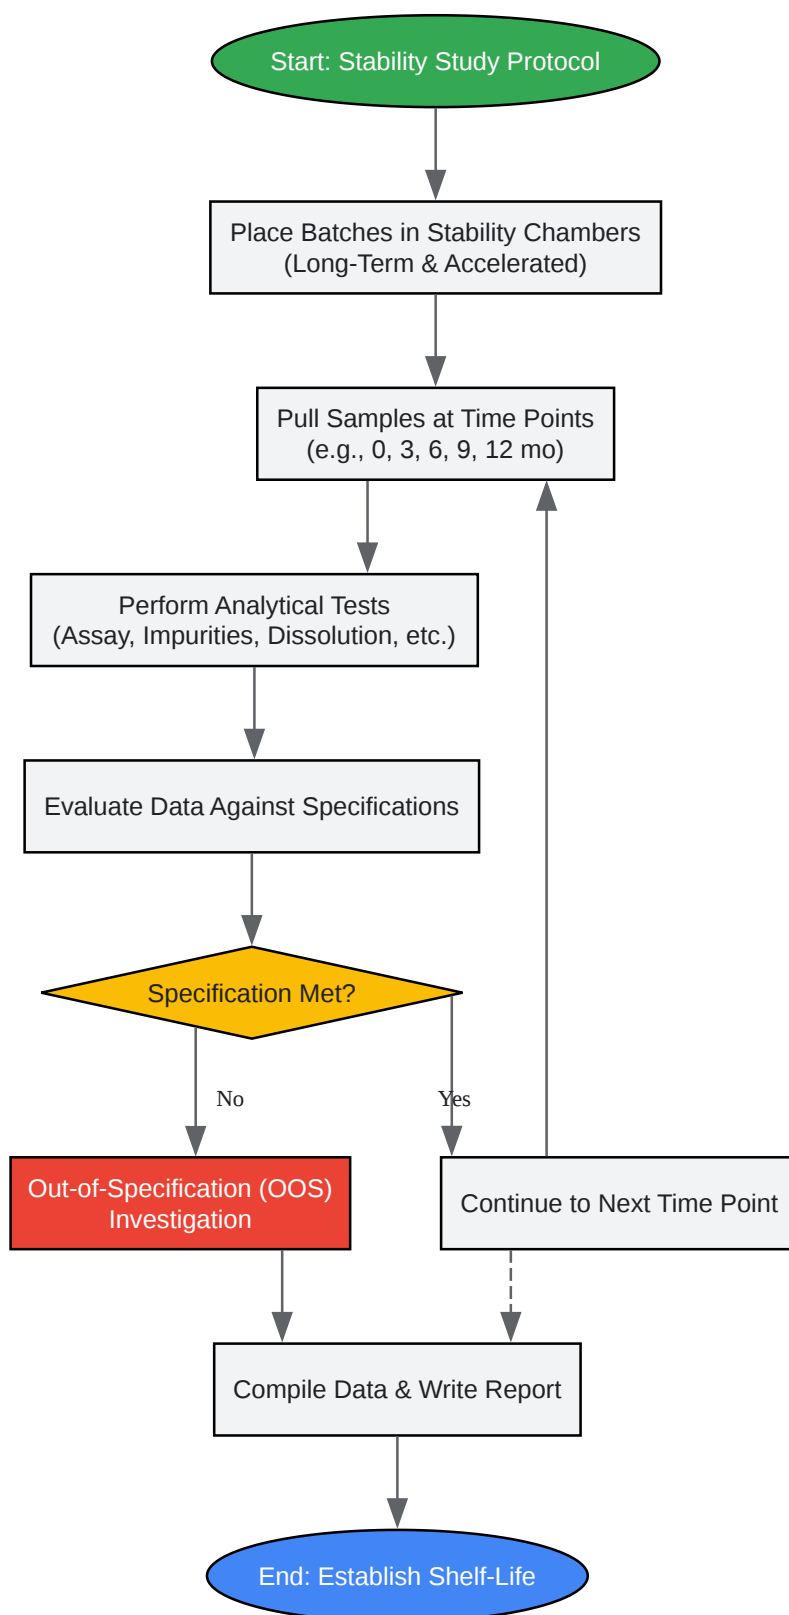 Start: Stability Study Protocol
Place Batches in Stability Chambers
(Long-Term & Accelerated)
Pull Samples at Time Points
(e.g., 0, 3, 6, 9, 12 mo)
Perform Analytical Tests
(Assay, Impurities, Dissolution, etc.)
Evaluate Data Against Specifications
Specification Met?
No
Yes
Out-of-Specification (OOS)
Investigation
Continue to Next Time Point
Compile Data & Write Report
End: Establish Shelf-Life